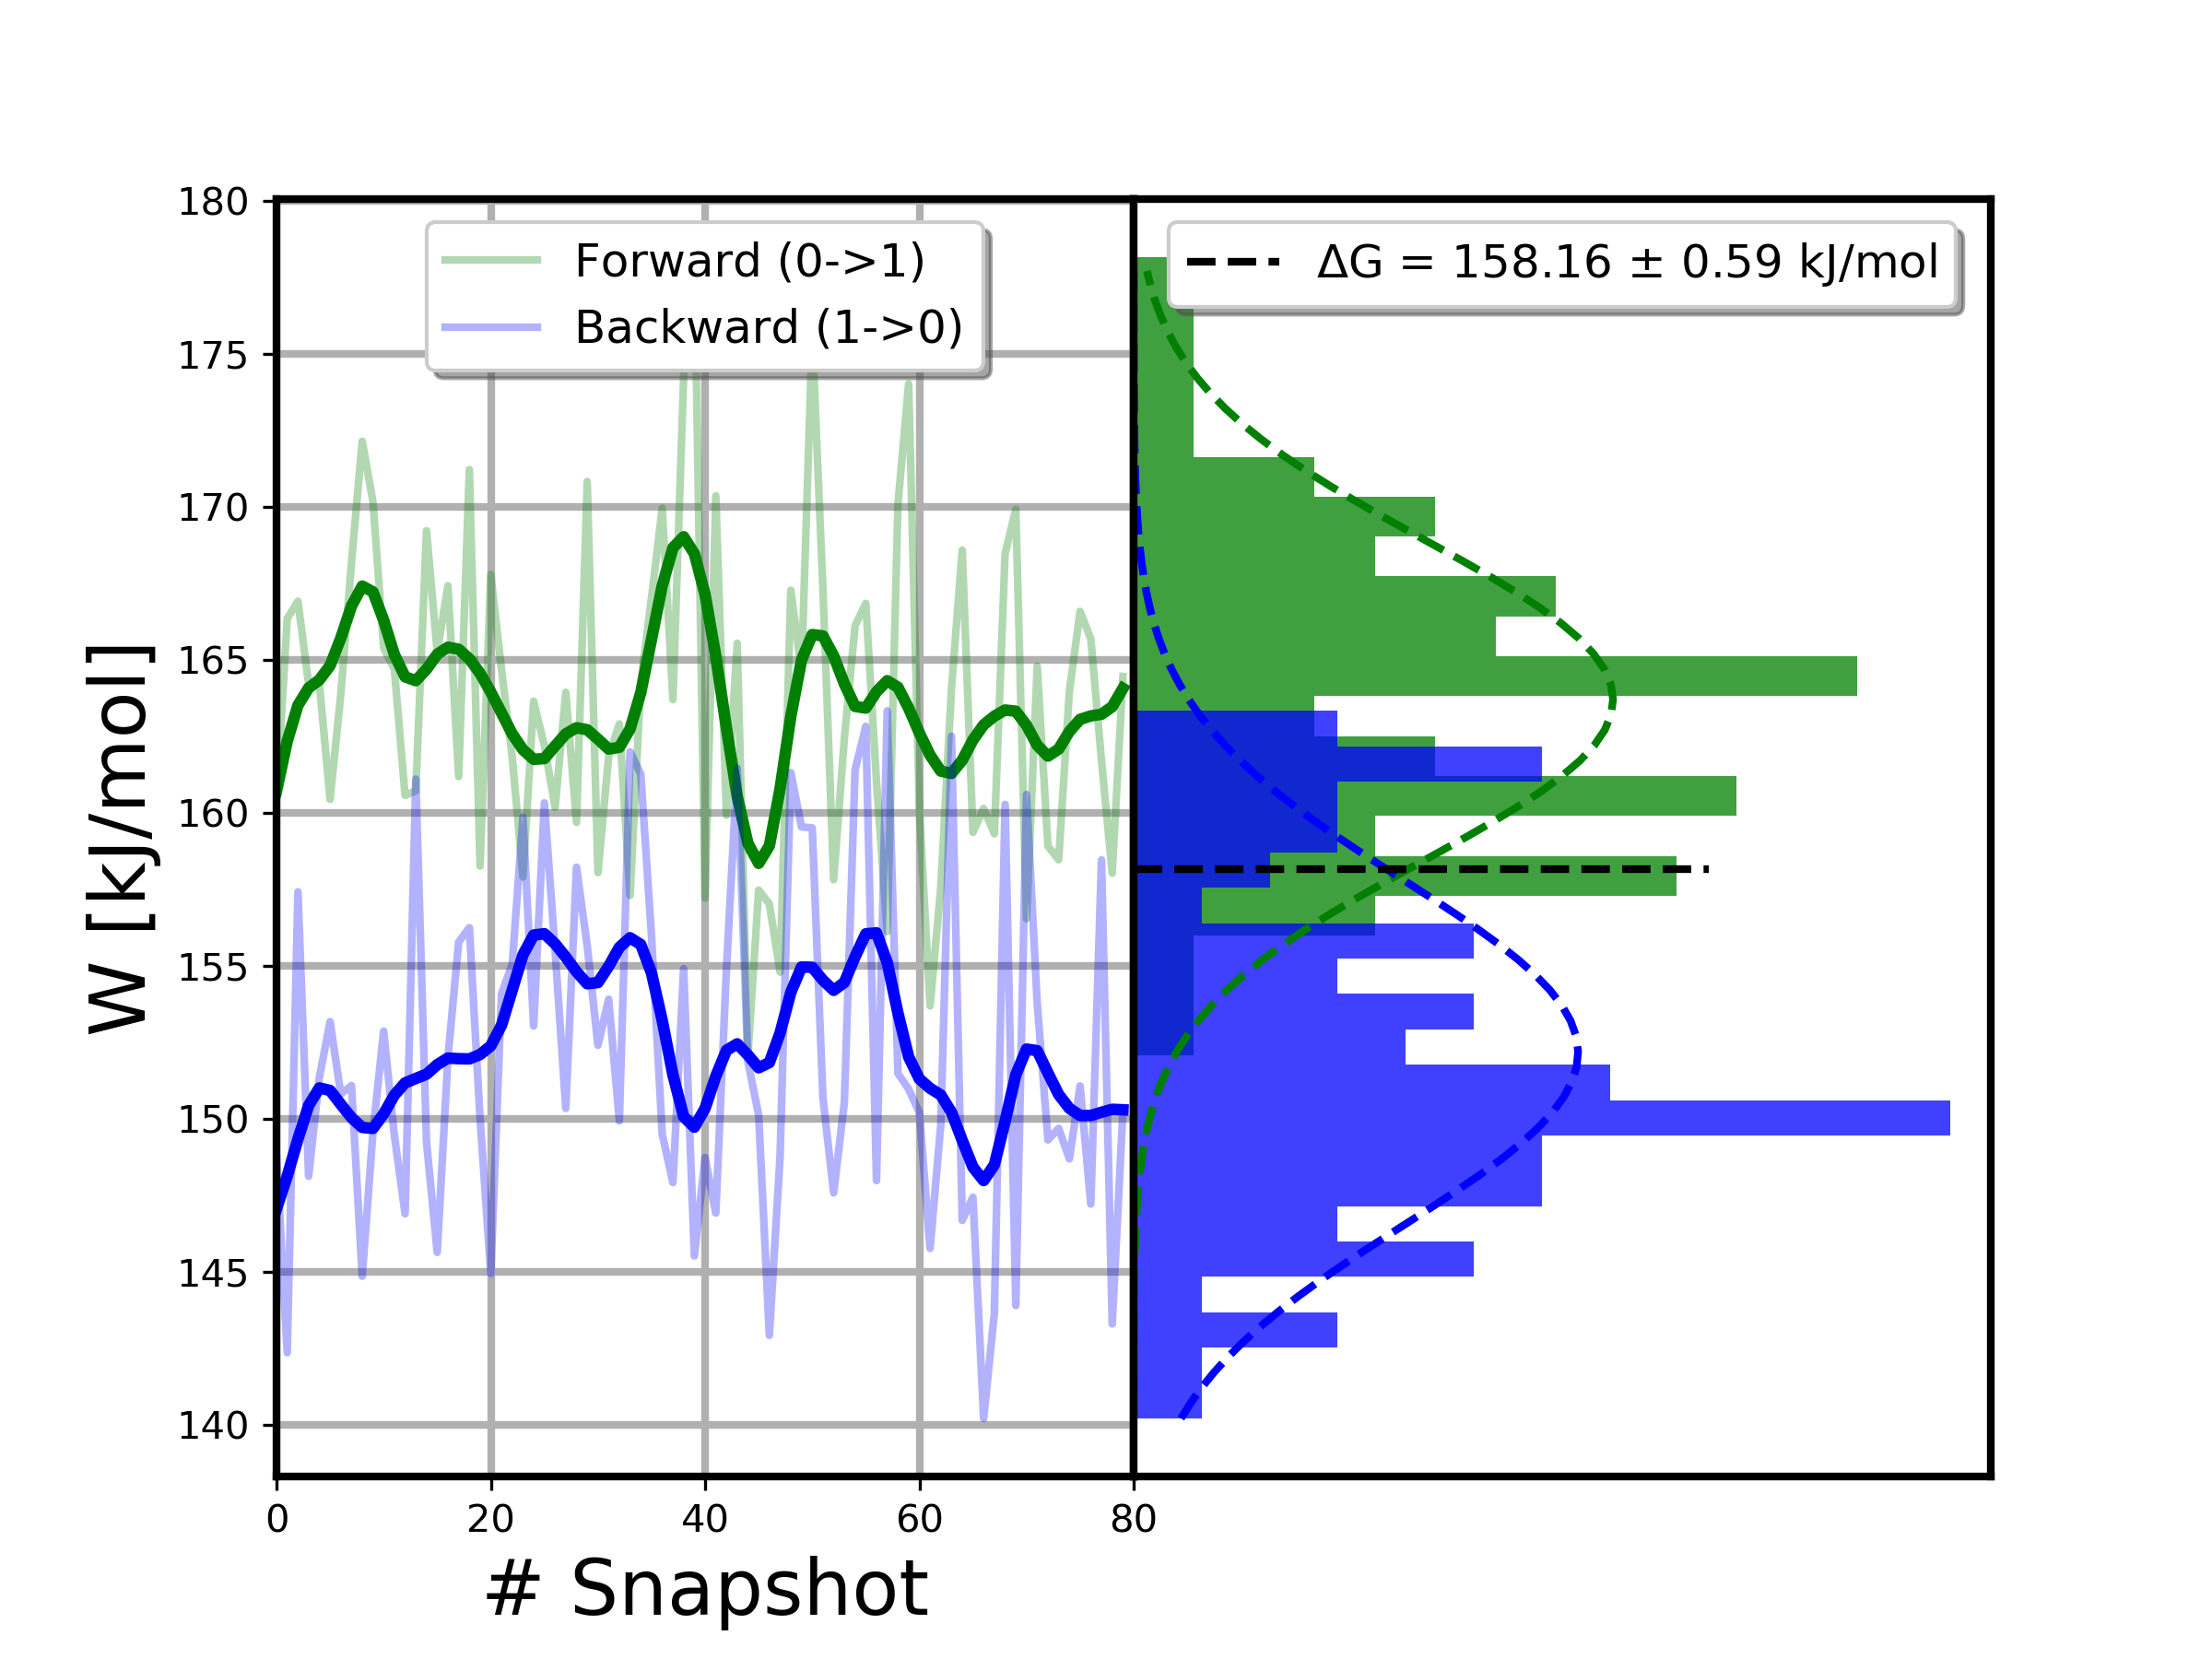 Forward (0->1)
Backward (1->0)
ΔG = 158.16 ± 0.59 kJ/mol
W [kJ/mol]
180
175
170
165
160
155
150
145
140
0 20 40 60 80
# Snapshot